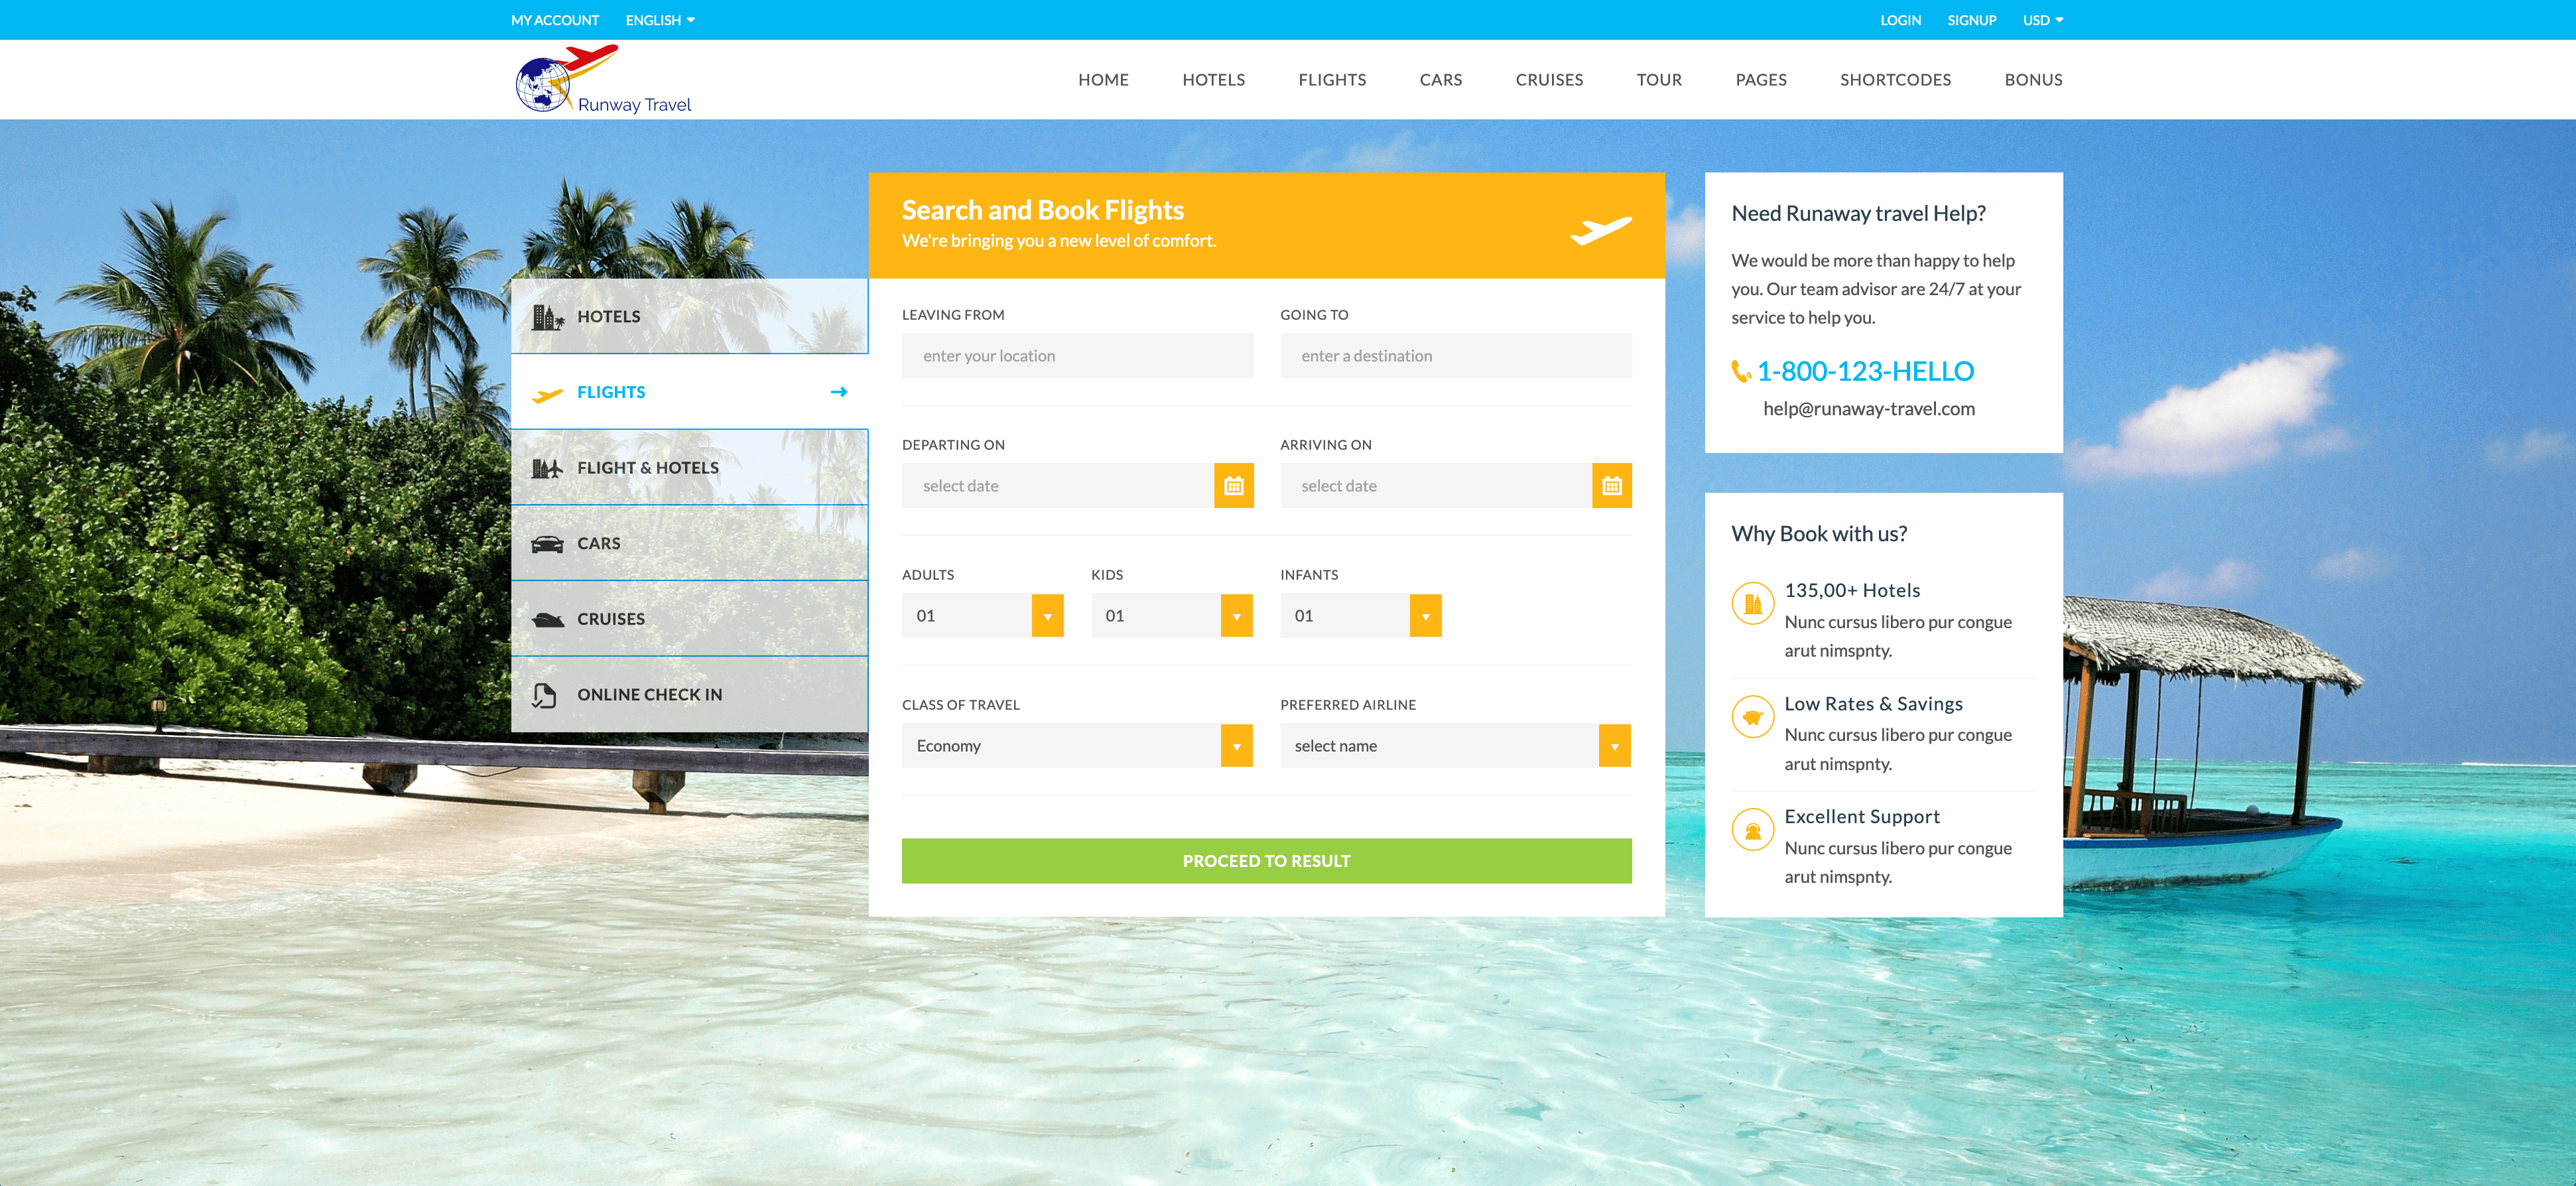 MY ACCOUNT
ENGLISH
LOGIN
SIGNUP
USD
Runway Travel
HOME
HOTELS
FLIGHTS
CARS
CRUISES
TOUR
PAGES
SHORTCODES
BONUS
HOTELS
FLIGHTS
FLIGHT & HOTELS
CARS
CRUISES
ONLINE CHECK IN
Search and Book Flights
We're bringing you a new level of comfort.
LEAVING FROM
GOING TO
enter your location
enter a destination
DEPARTING ON
ARRIVING ON
select date
select date
ADULTS
KIDS
INFANTS
01
01
01
CLASS OF TRAVEL
PREFERRED AIRLINE
Economy
select name
PROCEED TO RESULT
Need Runaway travel Help?
We would be more than happy to help
you. Our team advisor are 24/7 at your
service to help you.
1-800-123-HELLO
help@runaway-travel.com
Why Book with us?
135,00+ Hotels
Nunc cursus libero pur congue
arut nimspnty.
Low Rates & Savings
Nunc cursus libero pur congue
arut nimspnty.
Excellent Support
Nunc cursus libero pur congue
arut nimspnty.